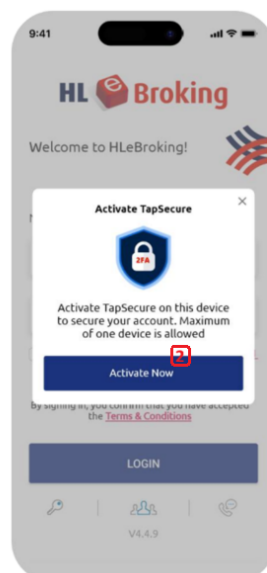 9:41
HL e Broking
Welcome to HLeBroking!
Activate TapSecure
2FA
Activate TapSecure on this device
to secure your account. Maximum
of one device is allowed
2
Activate Now
By signing in, you confirm that you have accepted
the Terms & Conditions
LOGIN
V4.4.9